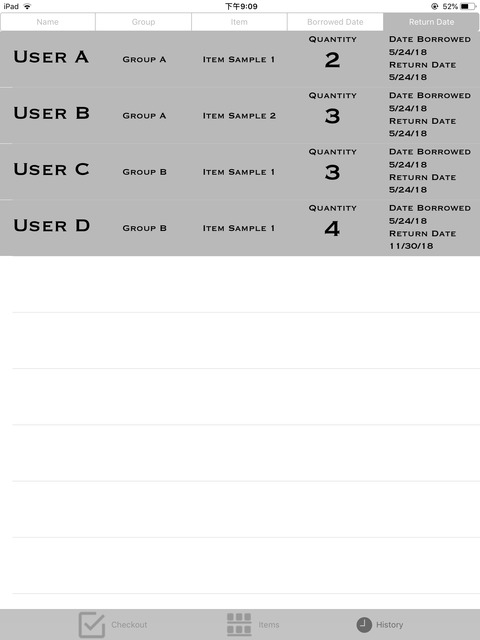 iPad 下午9:09 52%
Name Group Item Borrowed Date Return Date
USER A GROUP A ITEM SAMPLE 1 QUANTITY 2 DATE BORROWED
5/24/18
RETURN DATE
5/24/18
USER B GROUP A ITEM SAMPLE 2 QUANTITY 3 DATE BORROWED
5/24/18
RETURN DATE
5/24/18
USER C GROUP B ITEM SAMPLE 1 QUANTITY 3 DATE BORROWED
5/24/18
RETURN DATE
5/24/18
USER D GROUP B ITEM SAMPLE 1 QUANTITY 4 DATE BORROWED
5/24/18
RETURN DATE
11/30/18
Checkout Items History